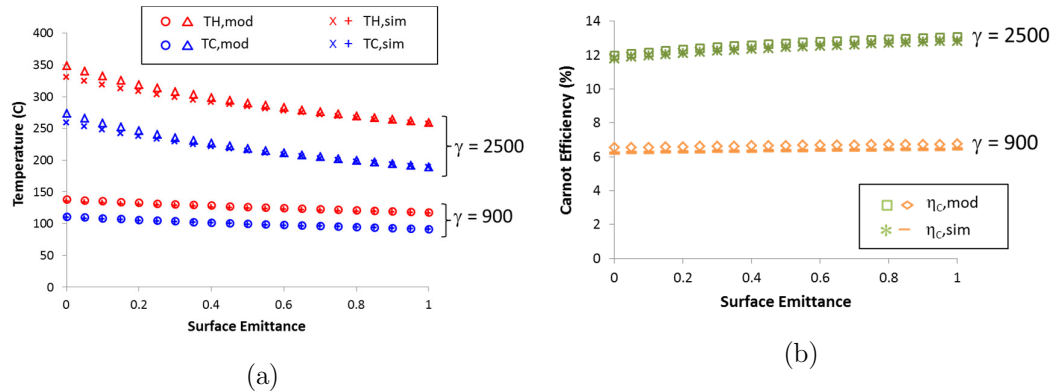 TH,mod TH,sim
TC,mod TC,sim
Temperature (C)
400
350
300
250
200
150
100
50
0
0 0.2 0.4 0.6 0.8 1
Surface Emittance
γ = 2500
γ = 900
(a)
Carnot Efficiency (%)
14
12
10
8
6
4
2
0
0 0.2 0.4 0.6 0.8 1
Surface Emittance
γ = 2500
γ = 900
ηC,mod
ηC,sim
(b)